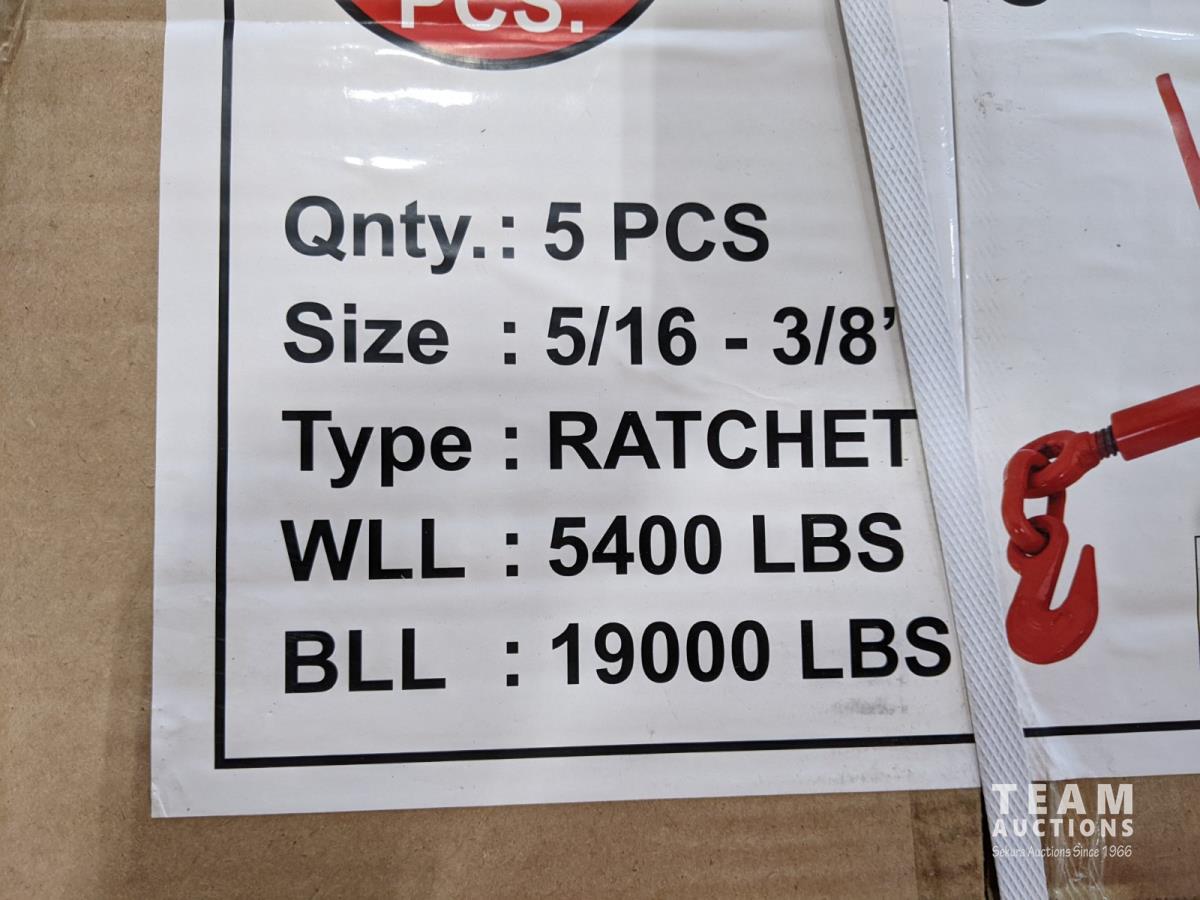 PCS.
Qnty. : 5 PCS
Size : 5/16 - 3/8’
Type : RATCHET
WLL : 5400 LBS
BLL : 19000 LBS
TEAM
AUCTIONS
Sekura Auctions Since 1966